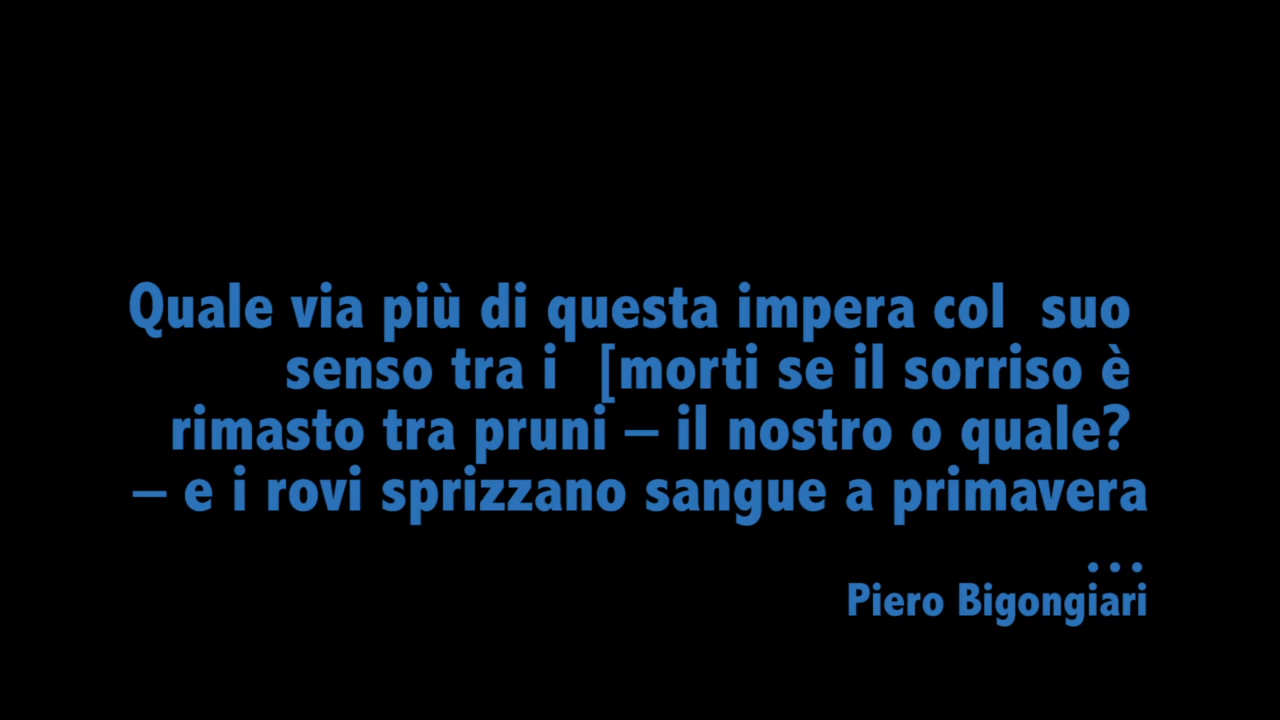 Quale via più di questa impera col  suo
senso tra i  [morti se il sorriso è
rimasto tra pruni – il nostro o quale?
– e i rovi sprizzano sangue a primavera
...
Piero Bigongiari